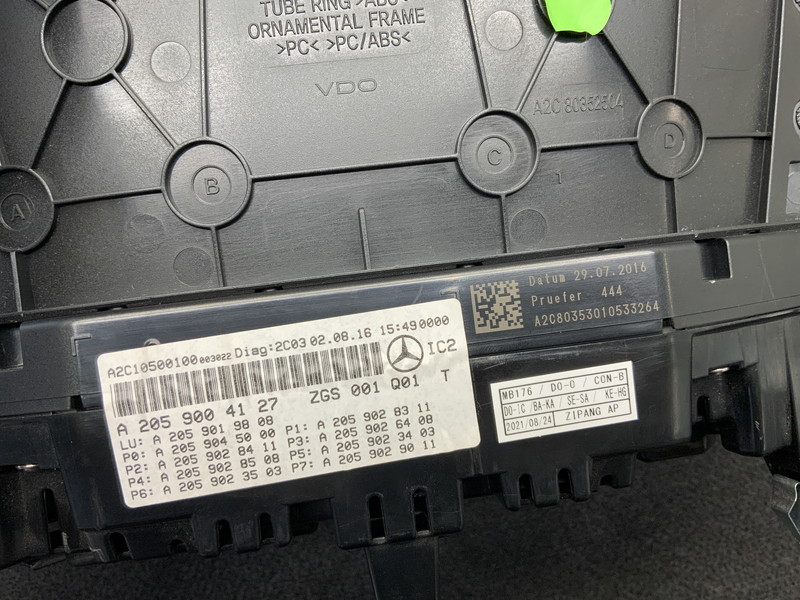 TUBE RING >ABS<
ORNAMENTAL FRAME
>PC< >PC/ABS<
VDO
A2C 80352504
A
B
C
D
1
Datum 29.07.2016
Pruefer 444
A2C80353010533264
A2C10500100003022 Diag:2C03 02.08.16 15:490000
IC2
A 205 900 41 27 ZGS 001 Q01 T
LU: A 205 901 98 08
P0: A 205 904 50 00 P1: A 205 902 83 11
P2: A 205 902 84 11 P3: A 205 902 64 08
P4: A 205 902 85 08 P5: A 205 902 34 03
P6: A 205 902 35 03 P7: A 205 902 90 11
MB176 / DO-O / CON-B
DO-IC /BA-KA / SE-SA / KE-HG
2021/08/24 ZIPANG AP